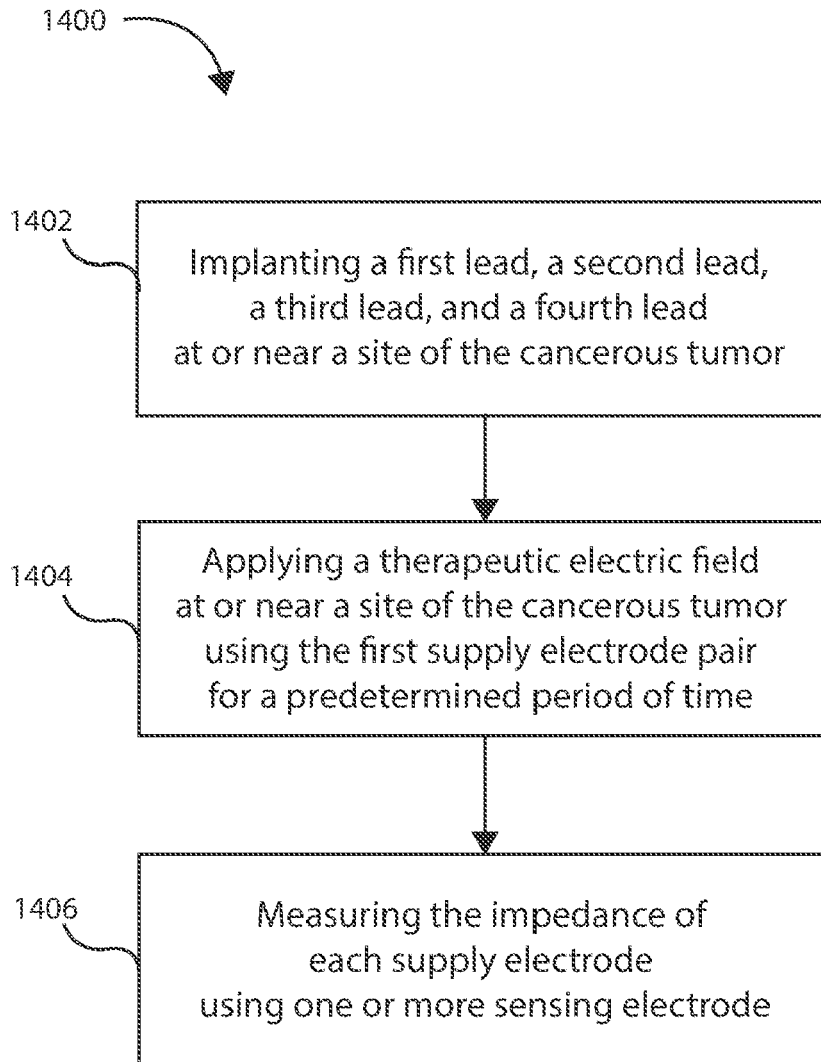 1400
1402
Implanting a first lead, a second lead,
a third lead, and a fourth lead
at or near a site of the cancerous tumor
1404
Applying a therapeutic electric field
at or near a site of the cancerous tumor
using the first supply electrode pair
for a predetermined period of time
1406
Measuring the impedance of
each supply electrode
using one or more sensing electrode